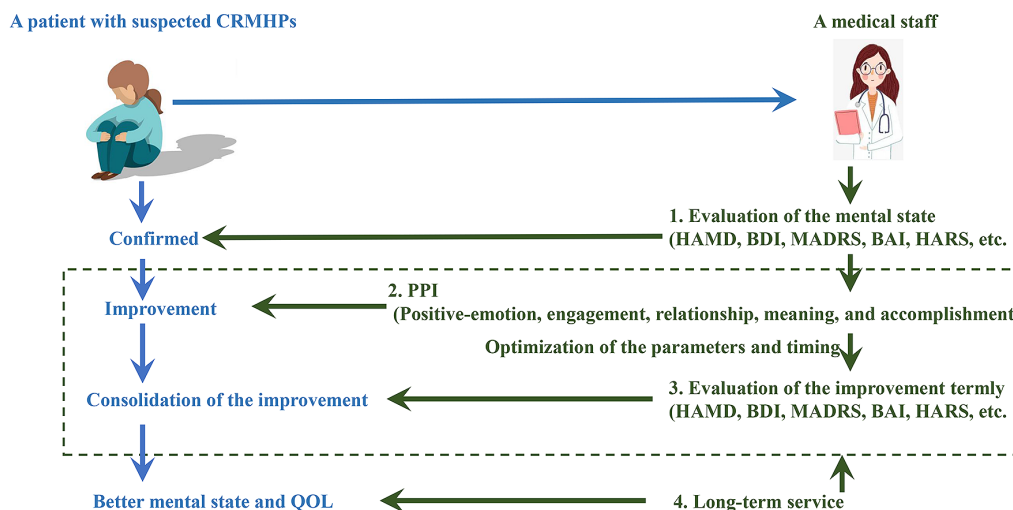 A patient with suspected CRMHPs
A medical staff
1. Evaluation of the mental state
(HAMD, BDI, MADRS, BAI, HARS, etc.
Confirmed
2. PPI
(Positive-emotion, engagement, relationship, meaning, and accomplishment
Improvement
Optimization of the parameters and timing
3. Evaluation of the improvement termly
(HAMD, BDI, MADRS, BAI, HARS, etc.
Consolidation of the improvement
Better mental state and QOL
4. Long-term service